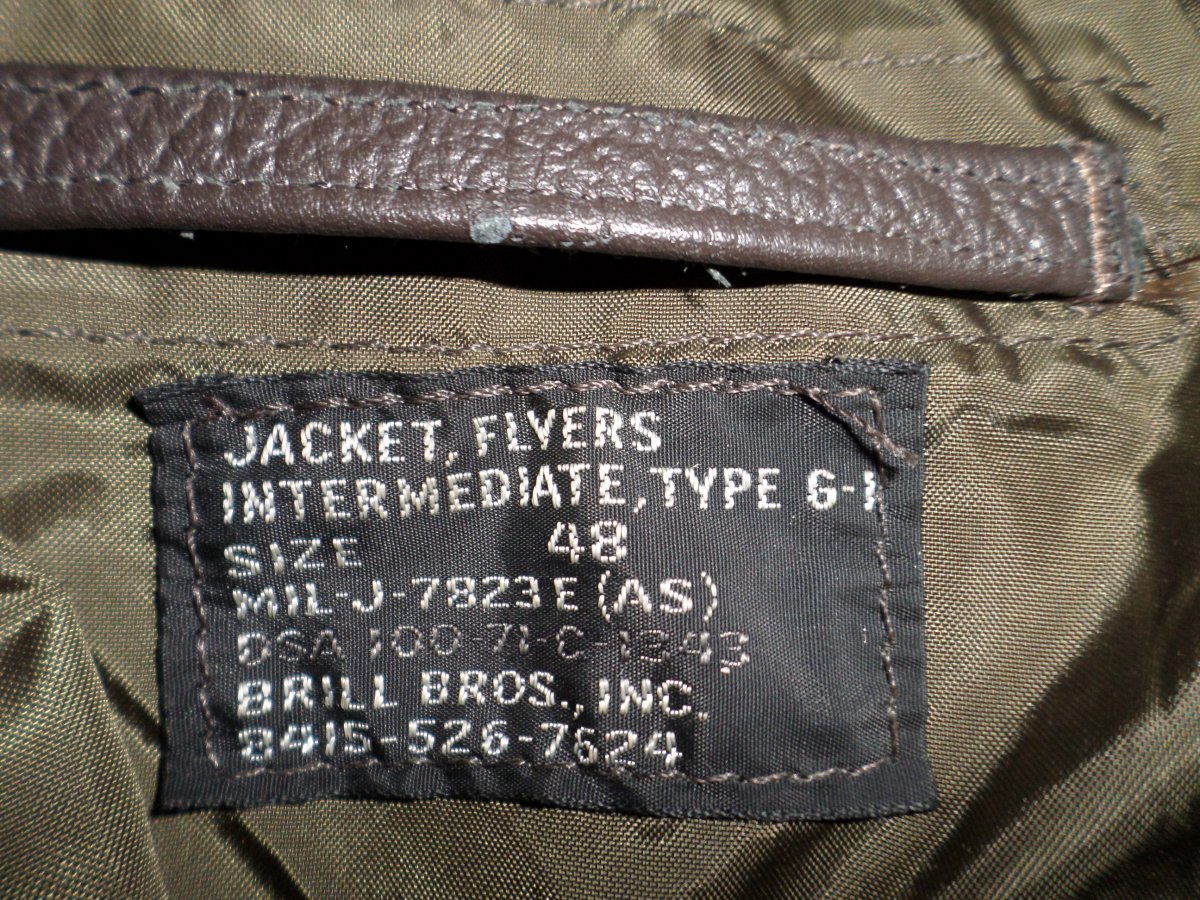 JACKET, FLYERS
INTERMEDIATE, TYPE G-1
SIZE 48
MIL-J-7823E (AS)
DSA 100-71-C-1243
BRILL BROS., INC.
8415-526-7624